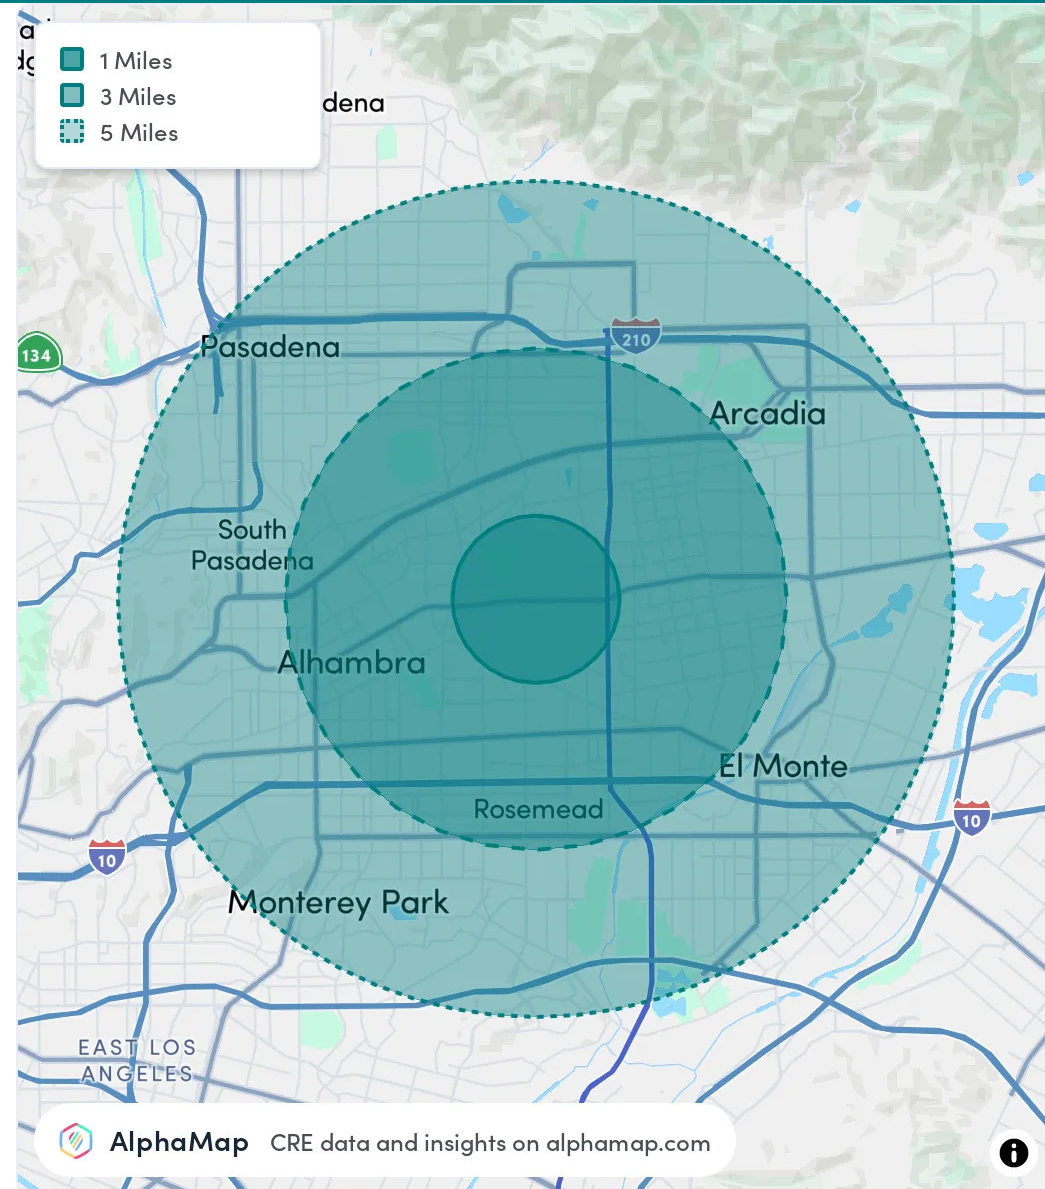 1 Miles
3 Miles
5 Miles
dena
210
134
Pasadena
Arcadia
South
Pasadena
Alhambra
El Monte
Rosemead
10
10
Monterey Park
EAST LOS
ANGELES
AlphaMap CRE data and insights on alphamap.com